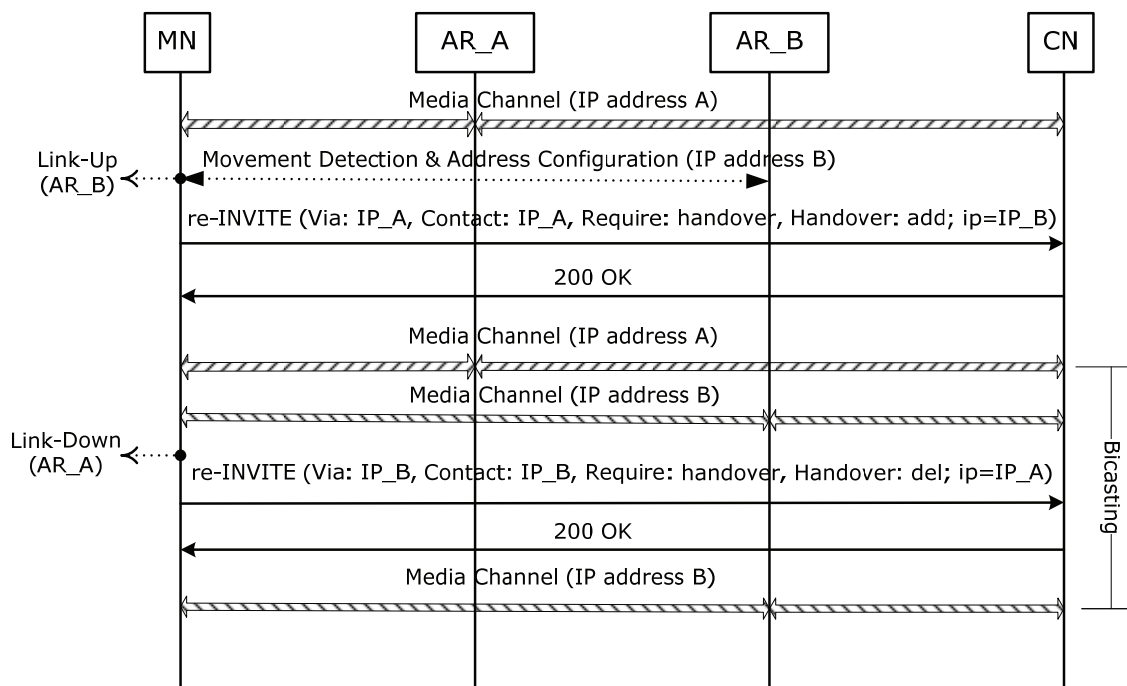 MN
AR_A
AR_B
CN
Media Channel (IP address A)
Link-Up
(AR_B)
Movement Detection & Address Configuration (IP address B)
re-INVITE (Via: IP_A, Contact: IP_A, Require: handover, Handover: add; ip=IP_B)
200 OK
Media Channel (IP address A)
Media Channel (IP address B)
Link-Down
(AR_A)
re-INVITE (Via: IP_B, Contact: IP_B, Require: handover, Handover: del; ip=IP_A)
Bicasting
200 OK
Media Channel (IP address B)